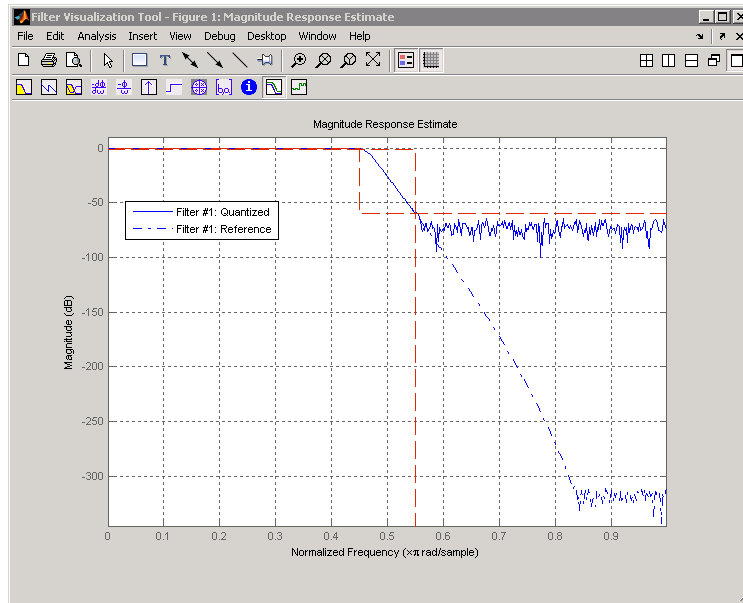 Filter Visualization Tool - Figure 1: Magnitude Response Estimate
File Edit Analysis Insert View Debug Desktop Window Help
Magnitude Response Estimate
0
-50
-100
-150
-200
-250
-300
Magnitude (dB)
Filter #1: Quantized
Filter #1: Reference
0 0.1 0.2 0.3 0.4 0.5 0.6 0.7 0.8 0.9
Normalized Frequency (×π rad/sample)